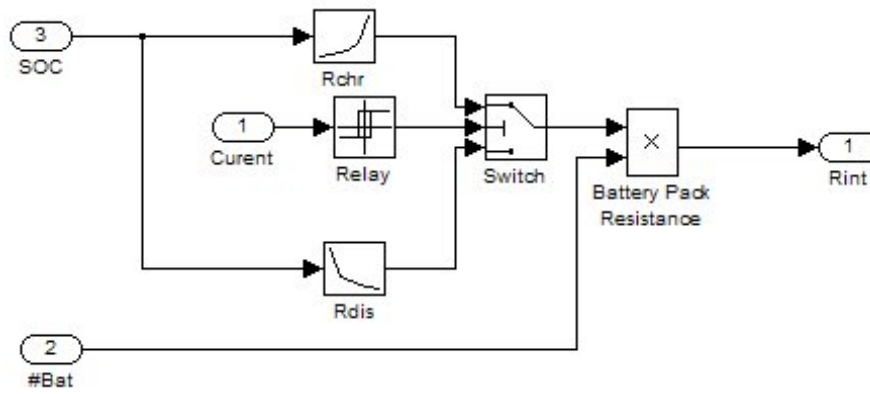 3
SOC
Rchr
1
Curent
Relay
Switch
×
Battery Pack
Resistance
1
Rint
Rdis
2
#Bat